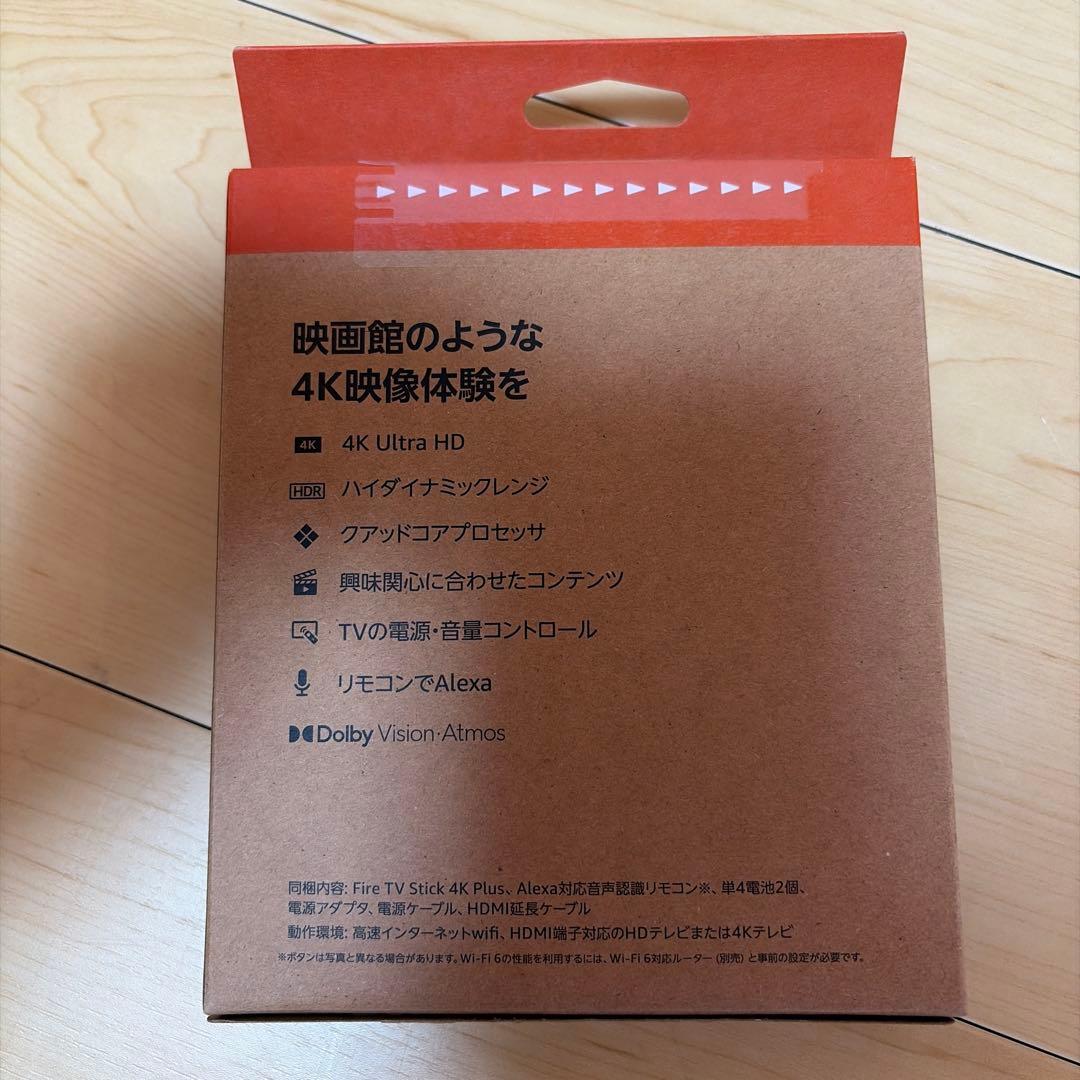 映画館のような
4K映像体験を
4K 4K Ultra HD
HDR ハイダイナミックレンジ
クアッドコアプロセッサ
興味関心に合わせたコンテンツ
TVの電源・音量コントロール
リモコンでAlexa
Dolby Vision·Atmos
同梱内容: Fire TV Stick 4K Plus、Alexa対応音声認識リモコン※、単4電池2個、
電源アダプタ、電源ケーブル、HDMI延長ケーブル
動作環境: 高速インターネットwifi、HDMI端子対応のHDテレビまたは4Kテレビ
※ボタンは写真と異なる場合があります。Wi-Fi 6の性能を利用するには、Wi-Fi 6対応ルーター (別売) と事前の設定が必要です。